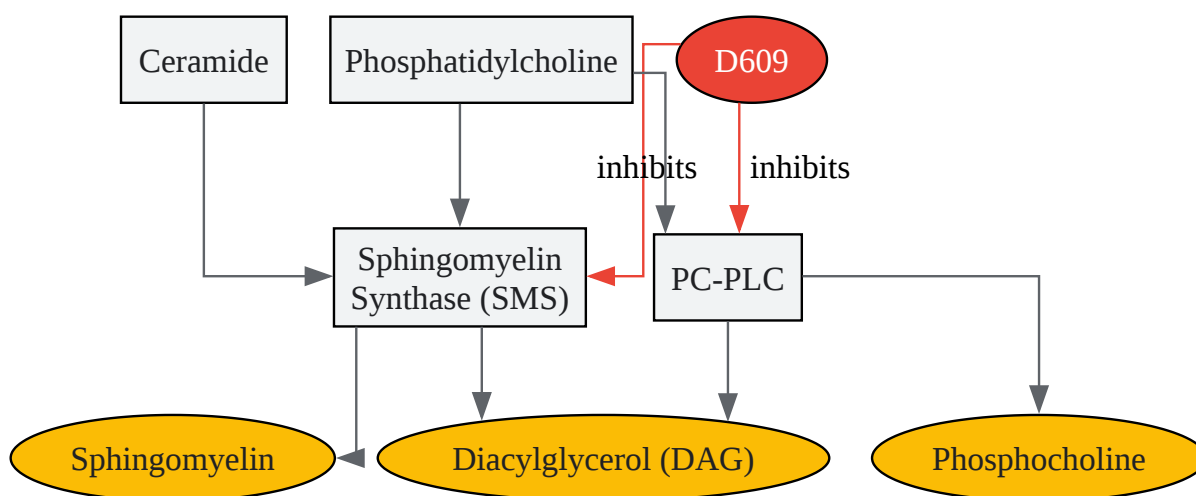 Ceramide
Phosphatidylcholine
D609
inhibits
inhibits
Sphingomyelin
Synthase (SMS)
PC-PLC
Sphingomyelin
Diacylglycerol (DAG)
Phosphocholine